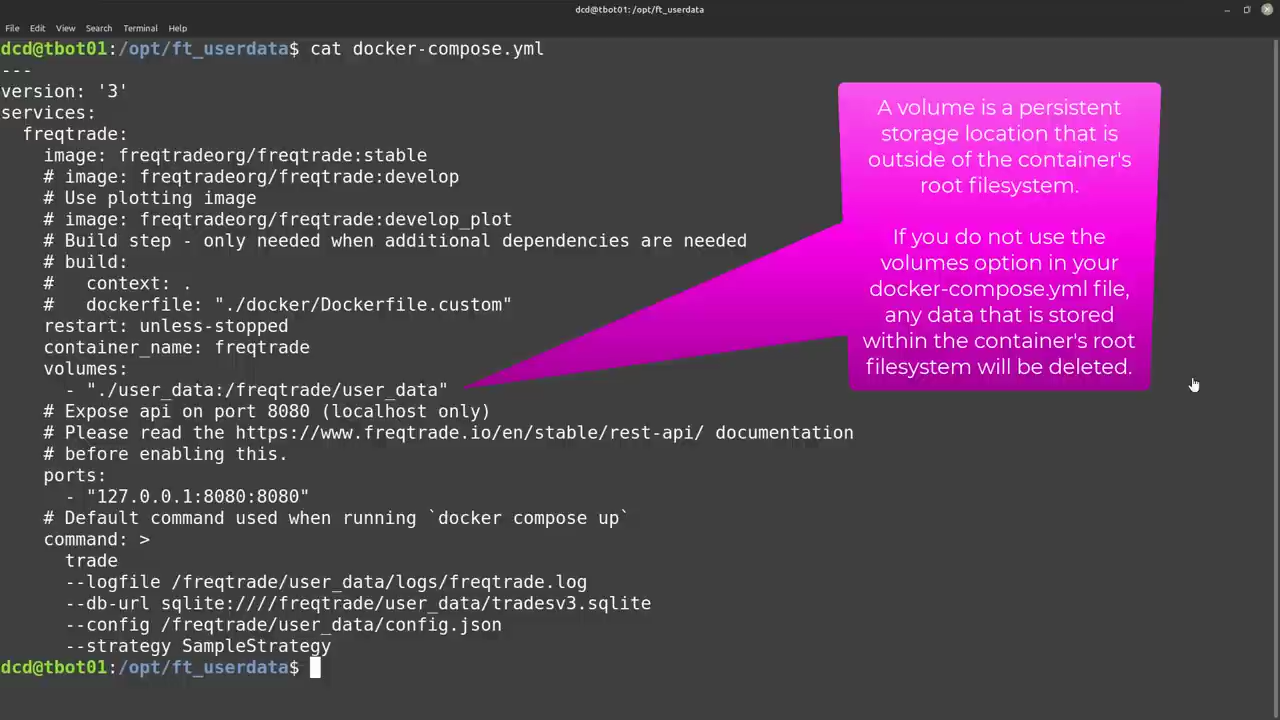 dcd@tbot01:/opt/ft_userdata
File Edit View Search Terminal Help
dcd@tbot01:/opt/ft_userdata$ cat docker-compose.yml
---
version: '3'
services:
  freqtrade:
    image: freqtradeorg/freqtrade:stable
    # image: freqtradeorg/freqtrade:develop
    # Use plotting image
    # image: freqtradeorg/freqtrade:develop_plot
    # Build step - only needed when additional dependencies are needed
    # build:
    #   context: .
    #   dockerfile: "./docker/Dockerfile.custom"
    restart: unless-stopped
    container_name: freqtrade
    volumes:
      - "./user_data:/freqtrade/user_data"
    # Expose api on port 8080 (localhost only)
    # Please read the https://www.freqtrade.io/en/stable/rest-api/ documentation
    # before enabling this.
    ports:
      - "127.0.0.1:8080:8080"
    # Default command used when running `docker compose up`
    command: >
      trade
      --logfile /freqtrade/user_data/logs/freqtrade.log
      --db-url sqlite:////freqtrade/user_data/tradesv3.sqlite
      --config /freqtrade/user_data/config.json
      --strategy SampleStrategy
dcd@tbot01:/opt/ft_userdata$
A volume is a persistent
storage location that is
outside of the container's
root filesystem.
If you do not use the
volumes option in your
docker-compose.yml file,
any data that is stored
within the container's root
filesystem will be deleted.